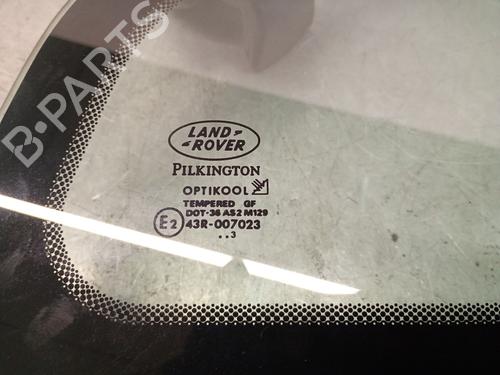 B-PARTS
LAND-
-ROVER
PILKINGTON
OPTIKOOL
TEMPERED GF
DOT-36 AS2 M129
E2 43R-007023
..3